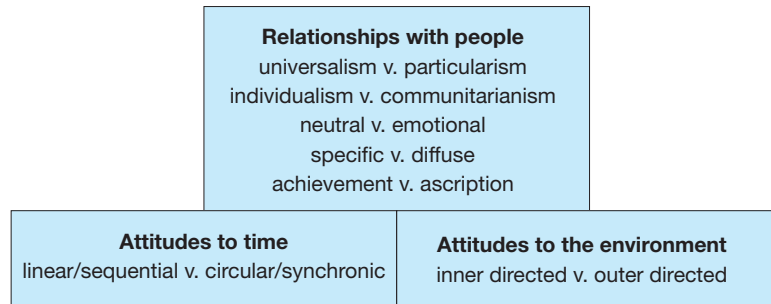 Relationships with people
universalism v. particularism
individualism v. communitarianism
neutral v. emotional
specific v. diffuse
achievement v. ascription
Attitudes to time
linear/sequential v. circular/synchronic
Attitudes to the environment
inner directed v. outer directed